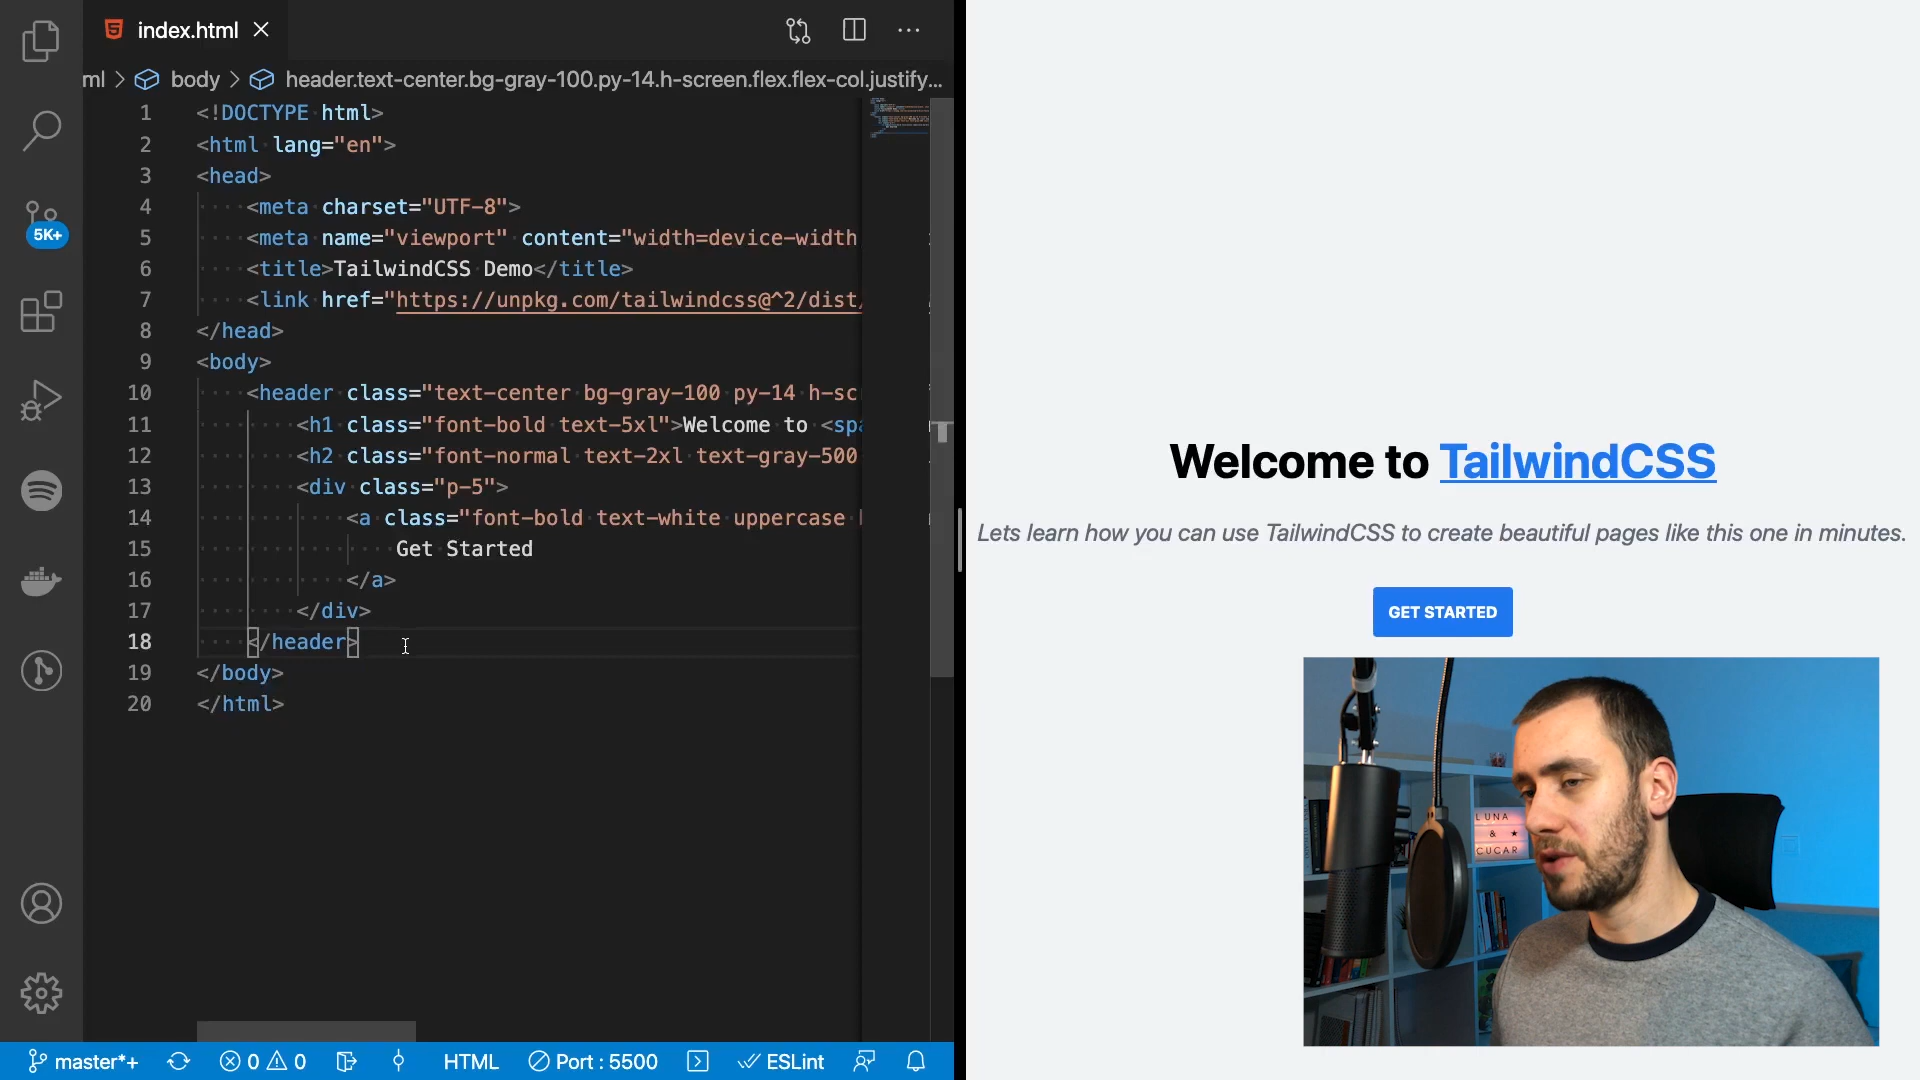 index.html
5K+
ml > body > header.text-center.bg-gray-100.py-14.h-screen.flex.flex-col.justify...
1 <!DOCTYPE html>
2 <html lang="en">
3 <head>
4 <meta charset="UTF-8">
5 <meta name="viewport" content="width=device-width
6 <title>TailwindCSS Demo</title>
7 <link href="https://unpkg.com/tailwindcss@^2/dist/
8 </head>
9 <body>
10 <header class="text-center bg-gray-100 py-14 h-sc
11 <h1 class="font-bold text-5xl">Welcome to <spa
12 <h2 class="font-normal text-2xl text-gray-500
13 <div class="p-5">
14 <a class="font-bold text-white uppercase
15 Get Started
16 </a>
17 </div>
18 </header>
19 </body>
20 </html>
master*+ 0 0 HTML Port : 5500 ESLint
Welcome to TailwindCSS
Lets learn how you can use TailwindCSS to create beautiful pages like this one in minutes.
GET STARTED
LUNA
& ★
CUCAR